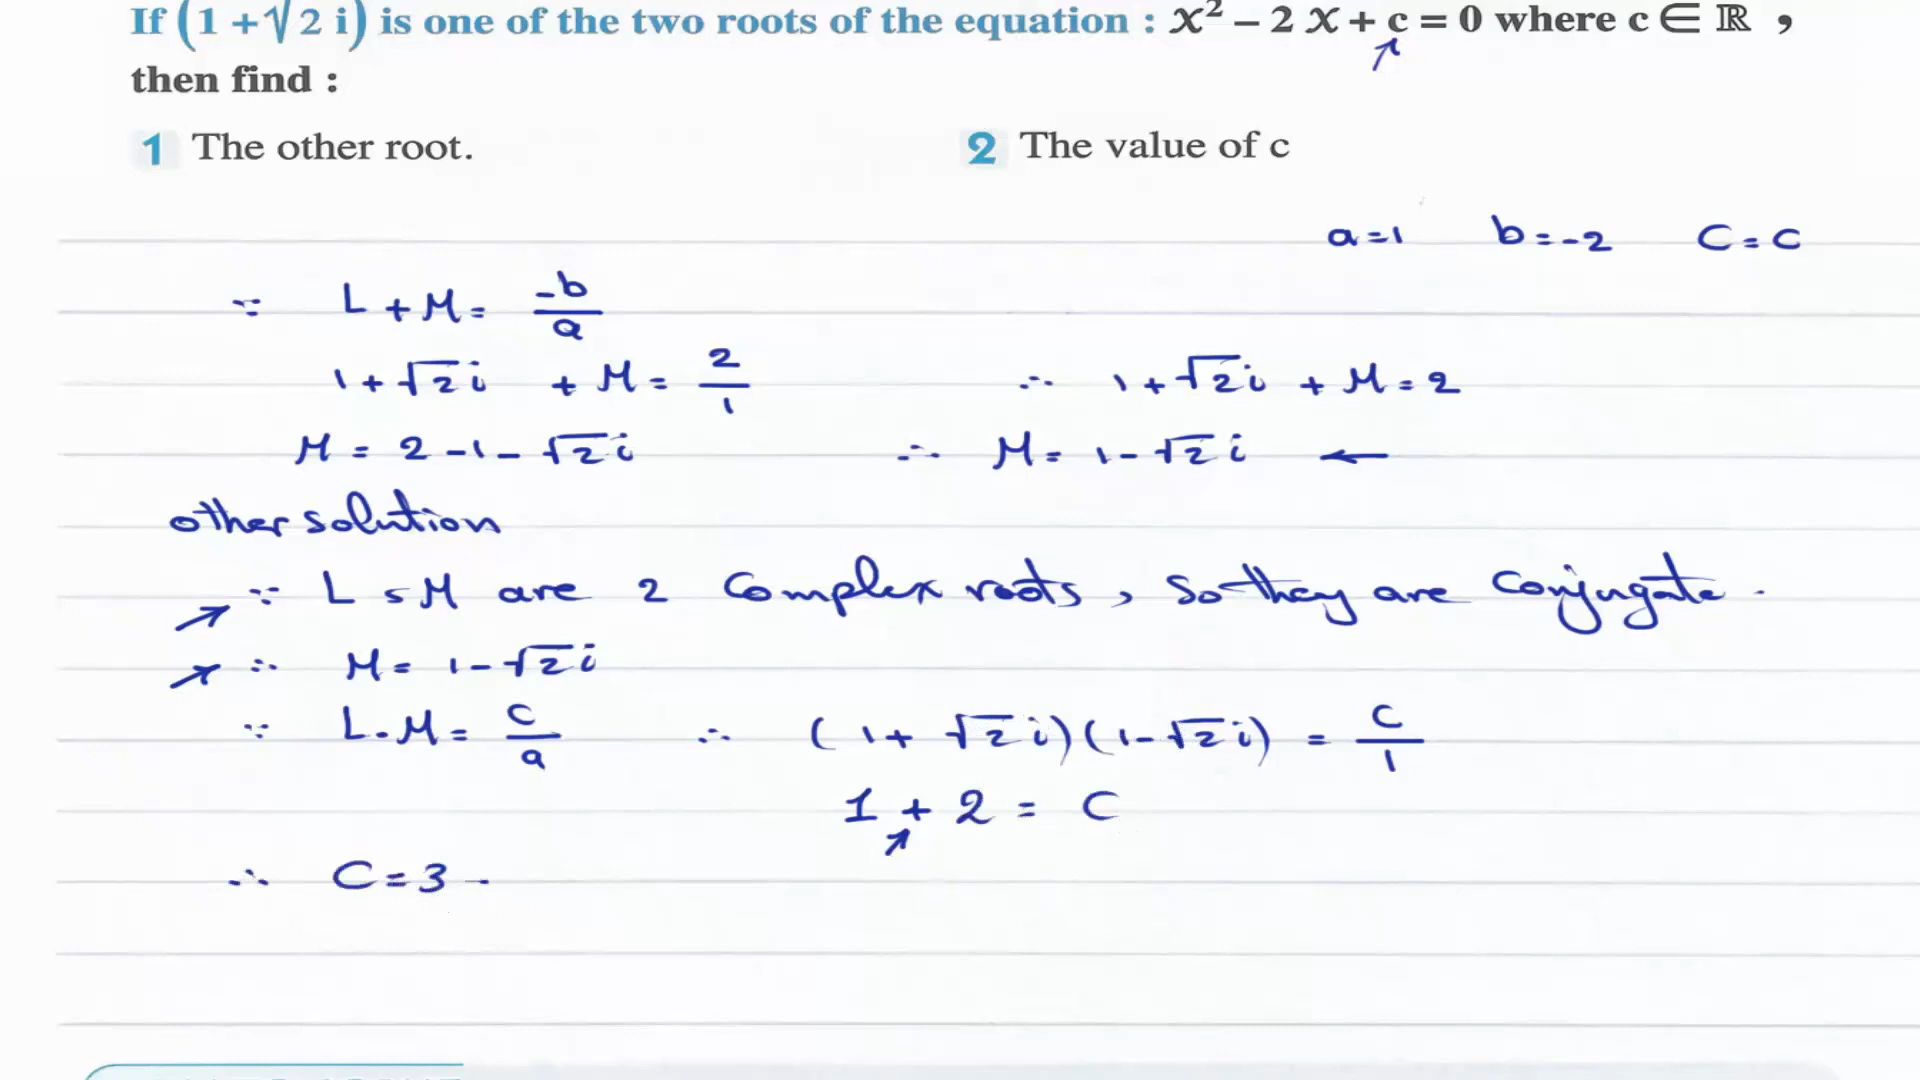 If (1 + √2 i) is one of the two roots of the equation : x² – 2 x + c = 0 where c ∈ ℝ ,
then find :
1 The other root.
2 The value of c
a = 1 b = -2 C = C
∵ L + M = -b/a
1 + √2 i + M = 2/1 ∴ 1 + √2 i + M = 2
M = 2 - 1 - √2 i ∴ M = 1 - √2 i ←
other solution
∵ L, M are 2 Complex roots, So they are Conjugate.
∴ M = 1 - √2 i
∵ L . M = C/a ∴ (1 + √2 i)(1 - √2 i) = C/1
1 + 2 = C
∴ C = 3 -